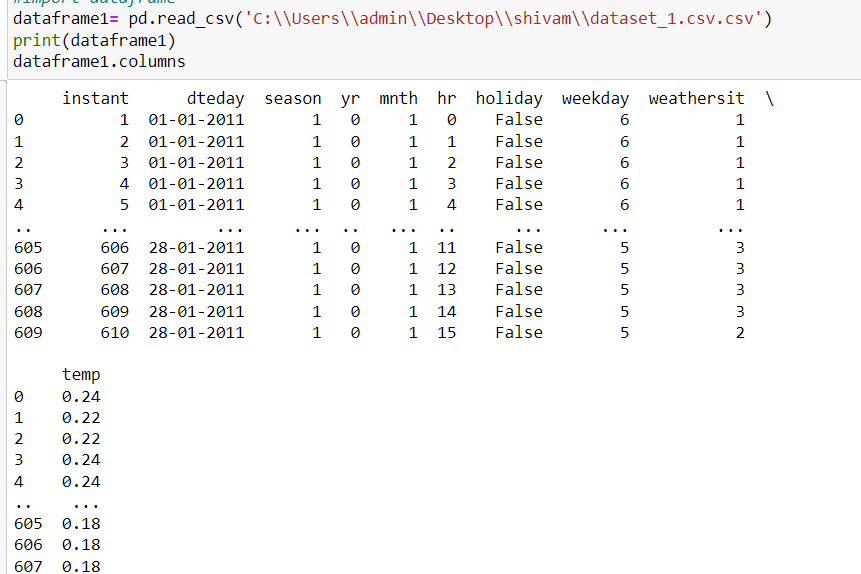 #import dataframe
dataframe1= pd.read_csv('C:\\Users\\admin\\Desktop\\shivam\\dataset_1.csv.csv')
print(dataframe1)
dataframe1.columns
     instant      dteday  season  yr  mnth  hr  holiday  weekday  weathersit  \
0          1  01-01-2011       1   0     1   0    False        6           1
1          2  01-01-2011       1   0     1   1    False        6           1
2          3  01-01-2011       1   0     1   2    False        6           1
3          4  01-01-2011       1   0     1   3    False        6           1
4          5  01-01-2011       1   0     1   4    False        6           1
..       ...         ...     ...  ..   ...  ..      ...      ...         ...
605      606  28-01-2011       1   0     1  11    False        5           3
606      607  28-01-2011       1   0     1  12    False        5           3
607      608  28-01-2011       1   0     1  13    False        5           3
608      609  28-01-2011       1   0     1  14    False        5           3
609      610  28-01-2011       1   0     1  15    False        5           2
     temp
0    0.24
1    0.22
2    0.22
3    0.24
4    0.24
..    ...
605  0.18
606  0.18
607  0.18